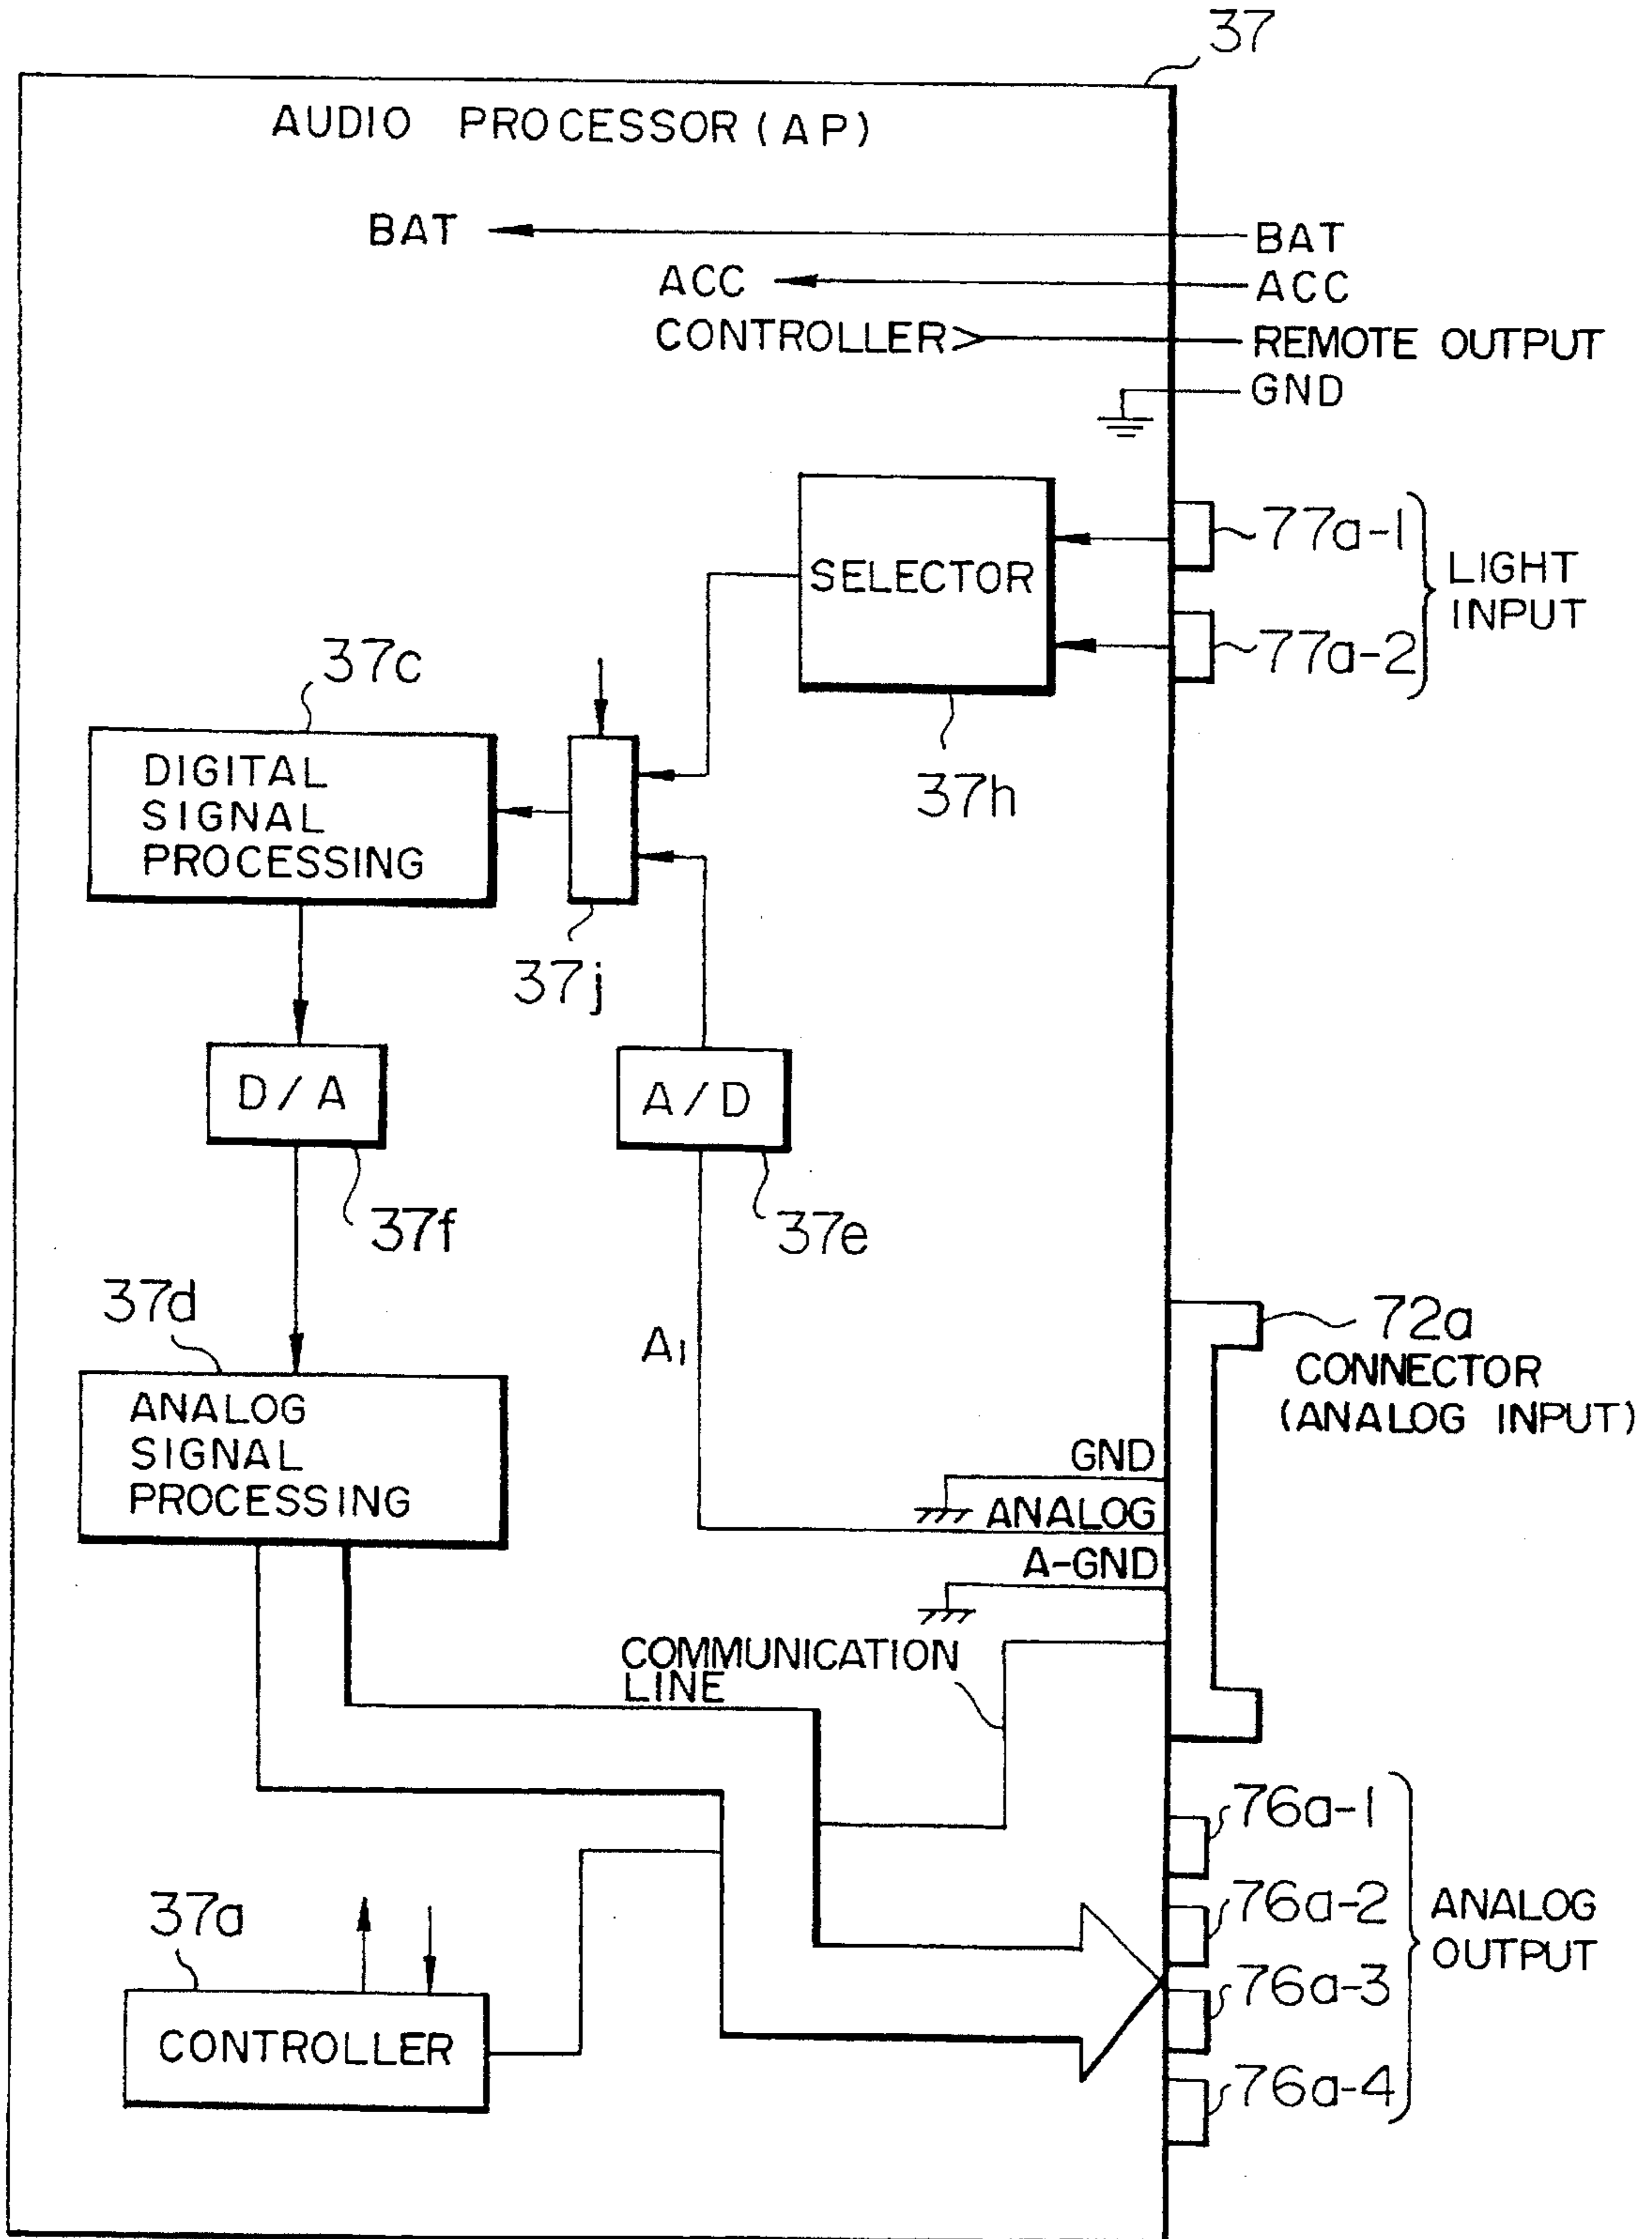 37
AUDIO PROCESSOR (AP)
BAT
BAT
ACC
ACC
CONTROLLER
REMOTE OUTPUT
GND
SELECTOR
77a-1
77a-2
LIGHT
INPUT
37h
37c
DIGITAL
SIGNAL
PROCESSING
37j
D/A
A/D
37f
37e
37d
A1
72a
CONNECTOR
(ANALOG INPUT)
ANALOG
SIGNAL
PROCESSING
GND
ANALOG
A-GND
COMMUNICATION
LINE
76a-1
76a-2
76a-3
76a-4
ANALOG
OUTPUT
37a
CONTROLLER